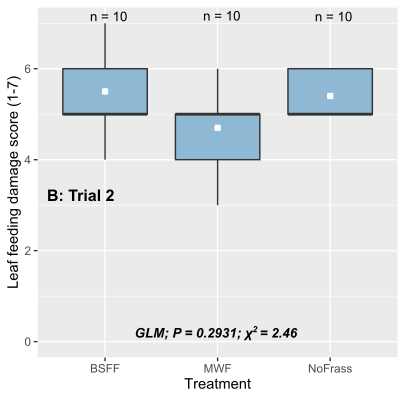 n = 10 n = 10 n = 10
Leaf feeding damage score (1-7)
6
4
2
0
B: Trial 2
GLM; P = 0.2931; χ² = 2.46
BSFF MWF NoFrass
Treatment